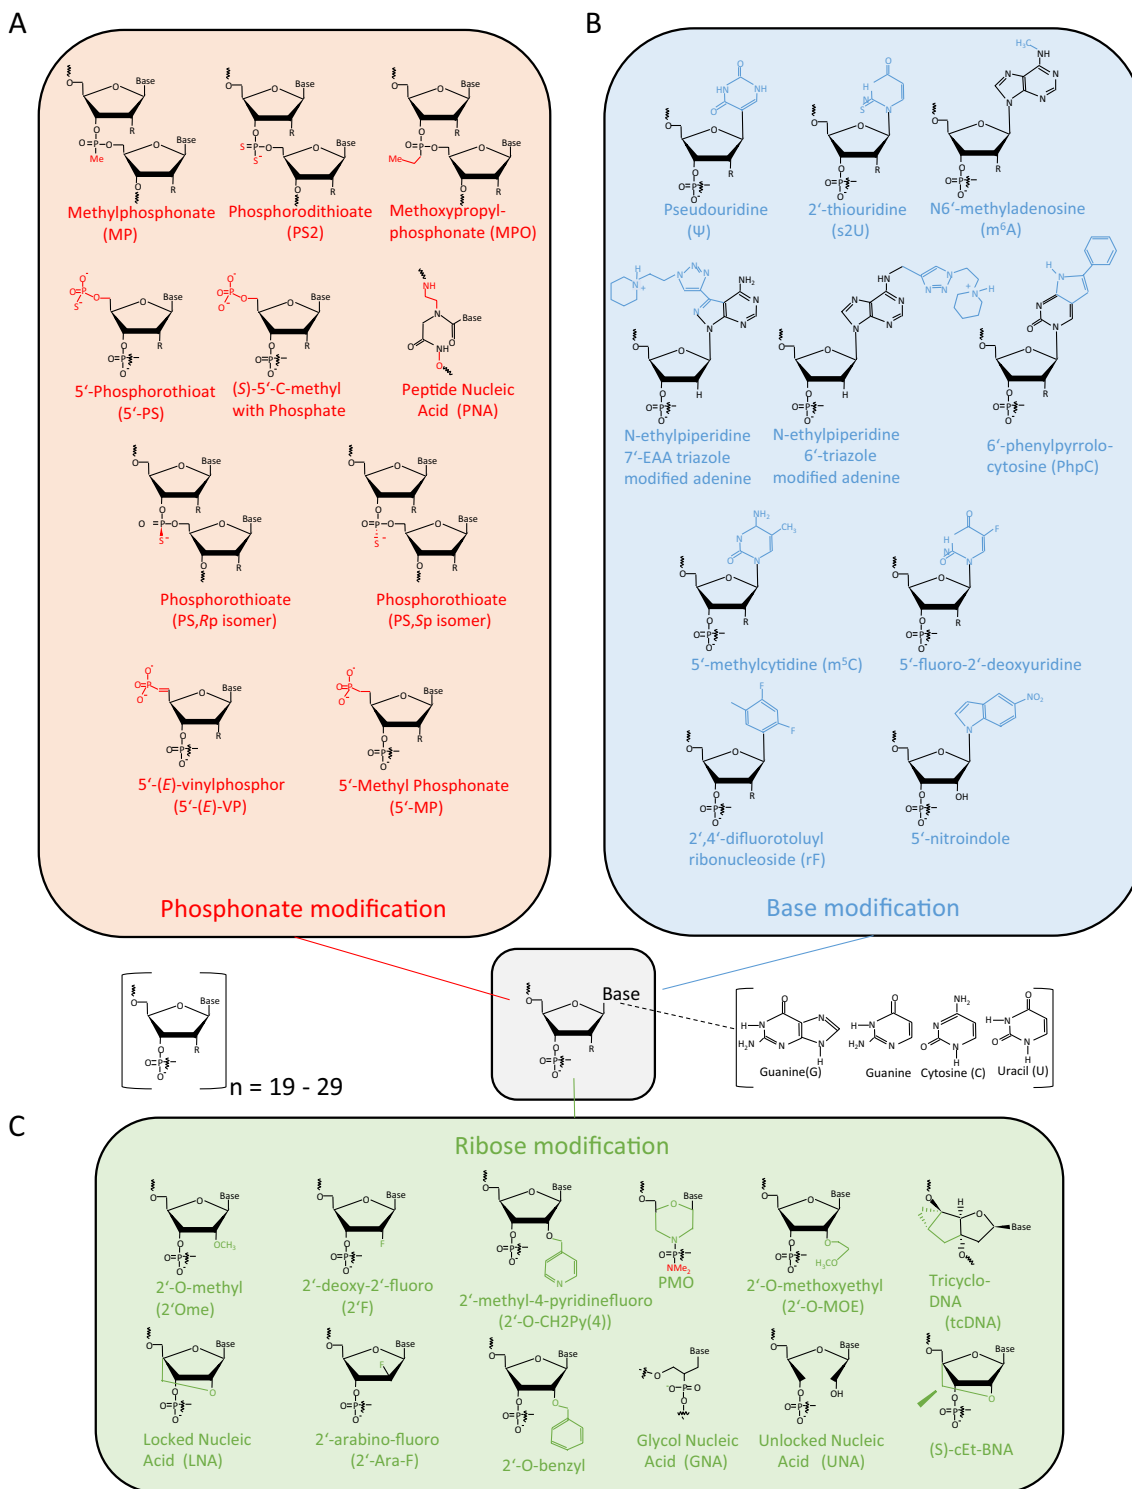 A
B
Methylphosphonate
(MP)
Phosphorodithioate
(PS2)
Methoxypropyl-
phosphonate (MPO)
5‘-Phosphorothioat
(5‘-PS)
(S)-5‘-C-methyl
with Phosphate
Peptide Nucleic
Acid (PNA)
Phosphorothioate
(PS,Rp isomer)
Phosphorothioate
(PS,Sp isomer)
5‘-(E)-vinylphosphor
(5‘-(E)-VP)
5‘-Methyl Phosphonate
(5‘-MP)
Phosphonate modification
Pseudouridine
(Ψ)
2‘-thiouridine
(s2U)
N6‘-methyladenosine
(m⁶A)
N-ethylpiperidine
7‘-EAA triazole
modified adenine
N-ethylpiperidine
6‘-triazole
modified adenine
6‘-phenylpyrrolo-
cytosine (PhpC)
5‘-methylcytidine (m⁵C)
5‘-fluoro-2‘-deoxyuridine
2‘,4‘-difluorotoluyl
ribonucleoside (rF)
5‘-nitroindole
Base modification
n = 19 - 29
Base
Guanine(G)
Guanine
Cytosine (C)
Uracil (U)
C
Ribose modification
2‘-O-methyl
(2‘Ome)
2‘-deoxy-2‘-fluoro
(2‘F)
2‘-methyl-4-pyridinefluoro
(2‘-O-CH2Py(4))
PMO
2‘-O-methoxyethyl
(2‘-O-MOE)
Tricyclo-
DNA
(tcDNA)
Locked Nucleic
Acid (LNA)
2‘-arabino-fluoro
(2‘-Ara-F)
2‘-O-benzyl
Glycol Nucleic
Acid (GNA)
Unlocked Nucleic
Acid (UNA)
(S)-cEt-BNA